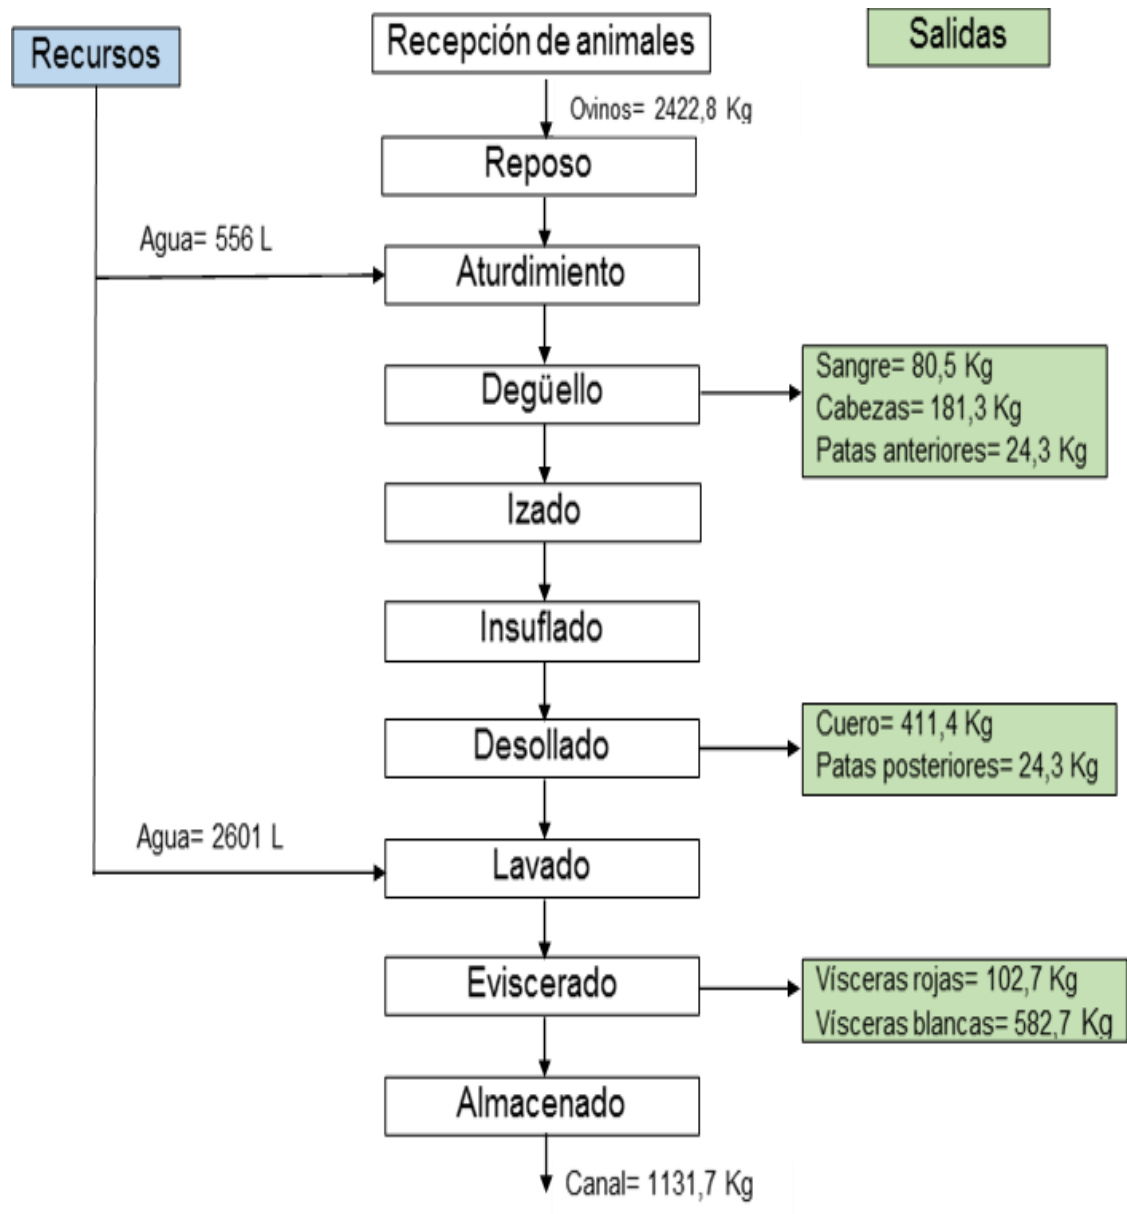 Recursos
Recepción de animales
Salidas
Ovinos= 2422,8 Kg
Reposo
Agua= 556 L
Aturdimiento
Degüello
Sangre= 80,5 Kg
Cabezas= 181,3 Kg
Patas anteriores= 24,3 Kg
Izado
Insuflado
Desollado
Cuero= 411,4 Kg
Patas posteriores= 24,3 Kg
Agua= 2601 L
Lavado
Eviscerado
Vísceras rojas= 102,7 Kg
Vísceras blancas= 582,7 Kg
Almacenado
Canal= 1131,7 Kg